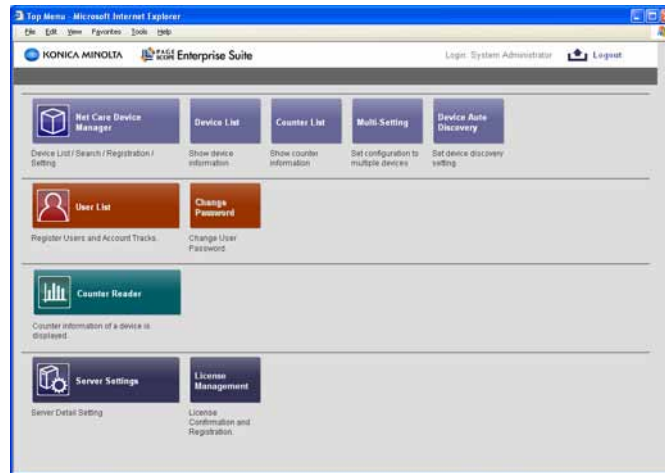 Top Menu - Microsoft Internet Explorer
File Edit View Favorites Tools Help
KONICA MINOLTA PAGE SCOPE Enterprise Suite Login: System Administrator Logout
Net Care Device Manager
Device List
Counter List
Multi-Setting
Device Auto Discovery
Device List / Search / Registration / Setting
Show device information
Show counter information
Set configuration to multiple devices
Set device discovery setting.
User List
Change Password
Register Users and Account Tracks.
Change User Password.
Counter Reader
Counter information of a device is displayed.
Server Settings
License Management
Server Detail Setting
License Confirmation and Registration.